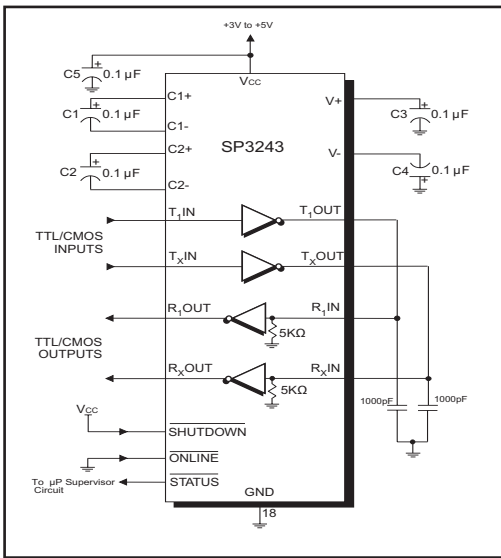 +3V to +5V
VCC
C5
+
0.1 µF
C1
+
0.1 µF
C1+
C1-
C2
+
0.1 µF
C2+
C2-
SP3243
V+
C3
+
0.1 µF
V-
C4
+
0.1 µF
TTL/CMOS
INPUTS
T1IN
T1OUT
TXIN
TXOUT
TTL/CMOS
OUTPUTS
R1OUT
R1IN
5KΩ
RXOUT
RXIN
5KΩ
1000pF
1000pF
VCC
SHUTDOWN
ONLINE
To µP Supervisor
Circuit
STATUS
GND
18